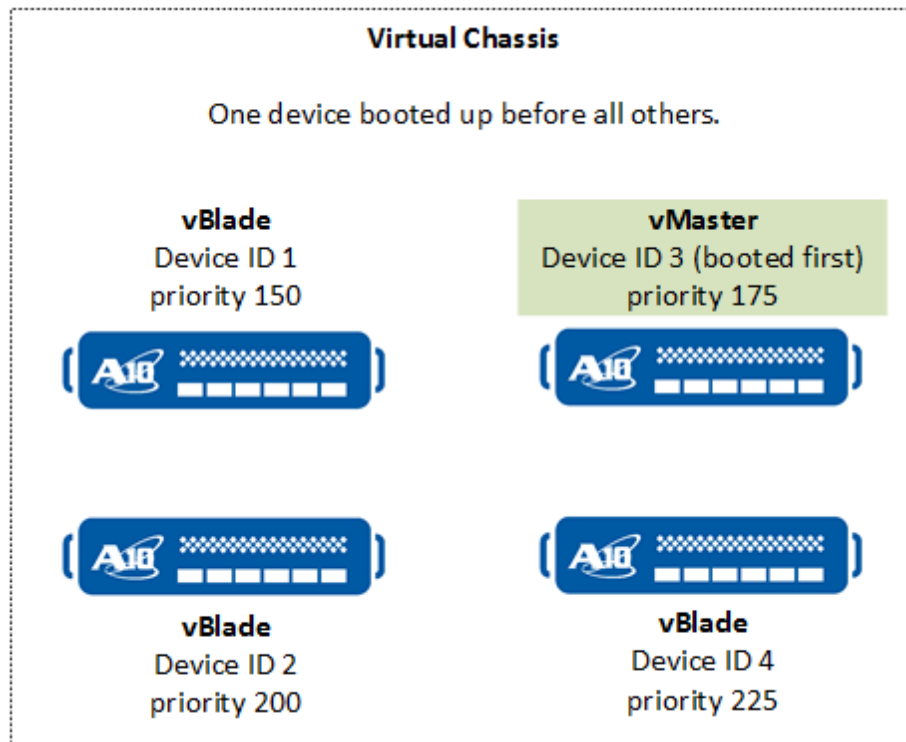 Virtual Chassis
One device booted up before all others.
vBlade
Device ID 1
priority 150
vMaster
Device ID 3 (booted first)
priority 175
A10
A10
A10
A10
vBlade
Device ID 2
priority 200
vBlade
Device ID 4
priority 225